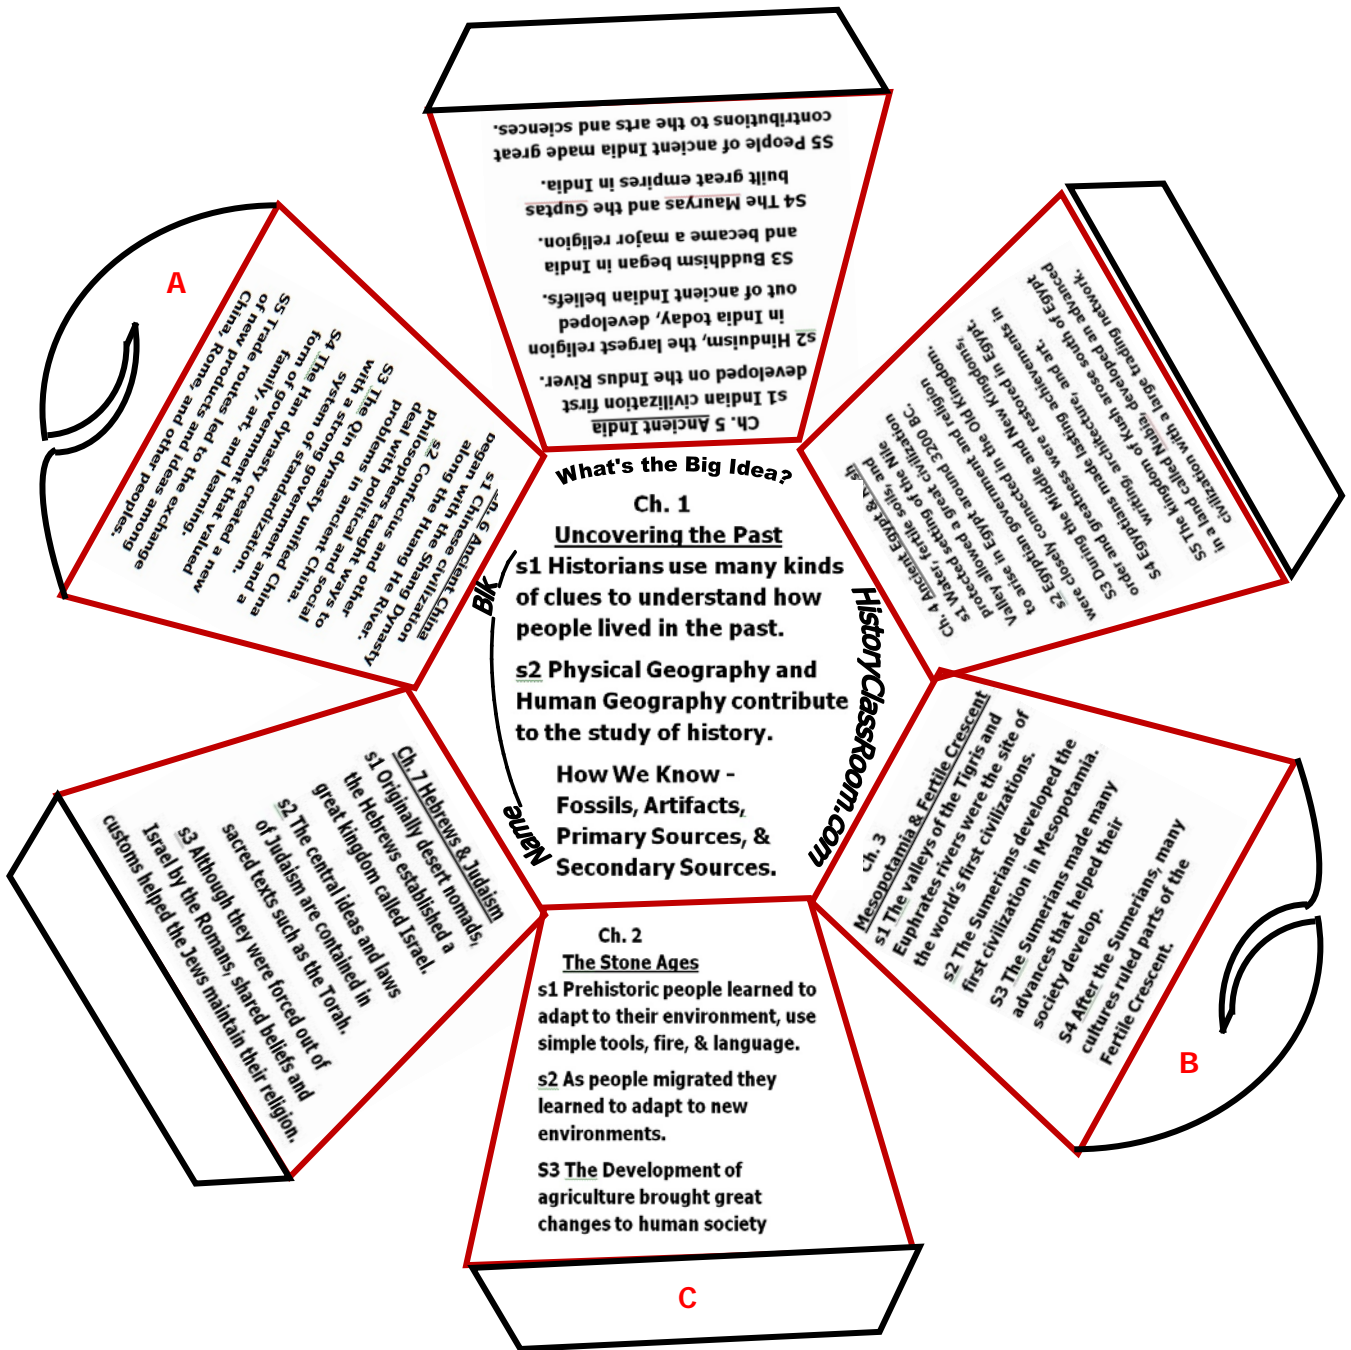 What's the Big Idea?
Ch. 1
Uncovering the Past
s1 Historians use many kinds
of clues to understand how
people lived in the past.
s2 Physical Geography and
Human Geography contribute
to the study of history.
How We Know -
Fossils, Artifacts,
Primary Sources, &
Secondary Sources.
Name
Blk
HistoryClassRoom.com
Ch. 2
The Stone Ages
s1 Prehistoric people learned to
adapt to their environment, use
simple tools, fire, & language.
s2 As people migrated they
learned to adapt to new
environments.
S3 The Development of
agriculture brought great
changes to human society
C
Ch. 3
Mesopotamia & Fertile Crescent
s1 The valleys of the Tigris and
Euphrates rivers were the site of
the world's first civilizations.
s2 The Sumerians developed the
first civilization in Mesopotamia.
S3 The Sumerians made many
advances that helped their
society develop.
S4 After the Sumerians, many
cultures ruled parts of the
Fertile Crescent.
B
Ch. 4 Ancient Egypt &
s1 Water, fertile soils, and
protected setting of the Nile
Valley allowed a great civilization
to arise in Egypt around 3200 BC.
s2 Egyptian government and religion
were closely connected in the Old Kingdom.
S3 During the Middle and New Kingdoms,
order and greatness were restored in Egypt.
S4 Egyptians made lasting achievements in
writing, architecture, and art.
S5 The kingdom of Kush arose south of Egypt
in a land called Nubia, developed an advanced
civilization with a large trading network.
Ch. 5 Ancient India
s1 Indian civilization first
developed on the Indus River.
s2 Hinduism, the largest religion
in India today, developed
out of ancient Indian beliefs.
S3 Buddhism began in India
and became a major religion.
S4 The Mauryas and the Guptas
built great empires in India.
S5 People of ancient India made great
contributions to the arts and sciences.
6 Ancient China
s1 Chinese civilization
began with the Shang Dynasty
along the Huang He River.
s2 Confucius and other
philosophers taught ways to
deal with political and social
problems in ancient China.
S3 The Qin dynasty unified China
with a strong government and a
system of standardization.
S4 The Han dynasty created a new
form of government that valued
family, art, and learning.
S5 Trade routes led to the exchange
of new products and ideas among
China, Rome, and other peoples.
A
Ch. 7 Hebrews & Judaism
s1 Originally desert nomads,
the Hebrews established a
great kingdom called Israel.
s2 The central ideas and laws
of Judaism are contained in
sacred texts such as the Torah.
s3 Although they were forced out of
Israel by the Romans, shared beliefs and
customs helped the Jews maintain their religion.